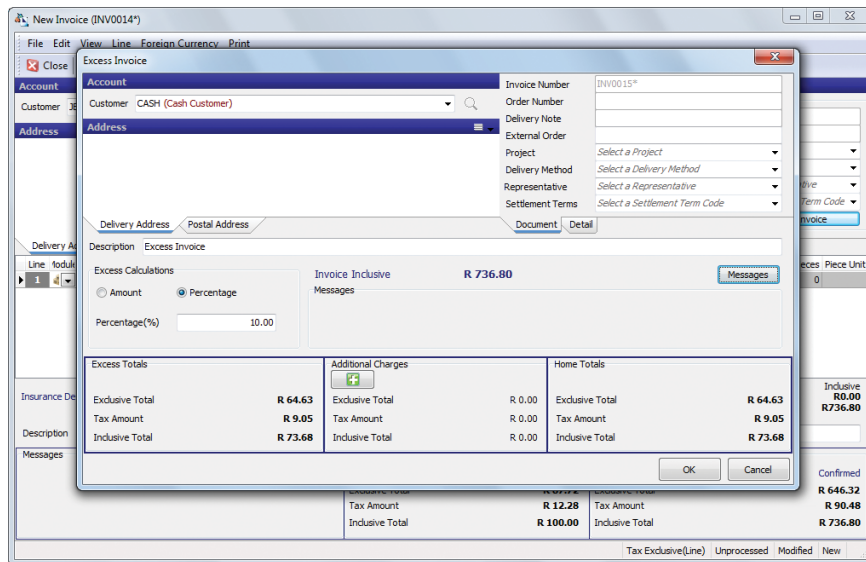 New Invoice (INV0014*)
File Edit View Line Foreign Currency Print
Close
Excess Invoice
Account
Customer
Address
Account
Customer CASH (Cash Customer)
Address
Delivery Address Postal Address
Invoice Number INV0015*
Order Number
Delivery Note
External Order
Project Select a Project
Delivery Method Select a Delivery Method
Representative Select a Representative
Settlement Terms Select a Settlement Term Code
Document Detail
Term Code
Description Excess Invoice
Excess Calculations
Amount Percentage
Percentage(%) 10.00
Invoice Inclusive R 736.80
Messages
Messages
Line
1
Piece Unit
0
Excess Totals
Exclusive Total R 64.63
Tax Amount R 9.05
Inclusive Total R 73.68
Additional Charges
Exclusive Total R 0.00
Tax Amount R 0.00
Inclusive Total R 0.00
Home Totals
Exclusive Total R 64.63
Tax Amount R 9.05
Inclusive Total R 73.68
OK Cancel
Insurance
Inclusive
R0.00
R736.80
Description
Messages
Confirmed
R 646.32
Tax Amount R 12.28 Tax Amount R 90.48
Inclusive Total R 100.00 Inclusive Total R 736.80
Tax Exclusive(Line) Unprocessed Modified New